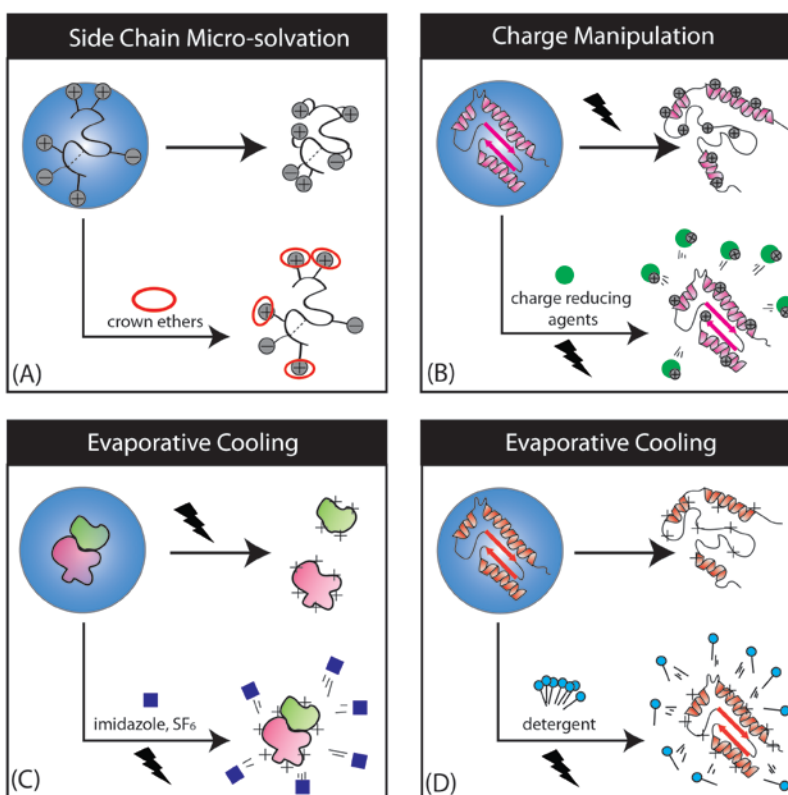 Side Chain Micro-solvation
crown ethers
(A)
Charge Manipulation
charge reducing
agents
(B)
Evaporative Cooling
imidazole, SF₆
(C)
Evaporative Cooling
detergent
(D)